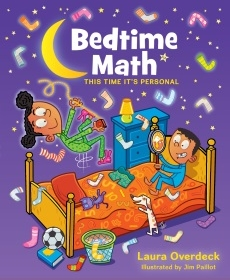 Bedtime
Math
THIS TIME IT'S PERSONAL
Laura Overdeck
Illustrated by Jim Paillot